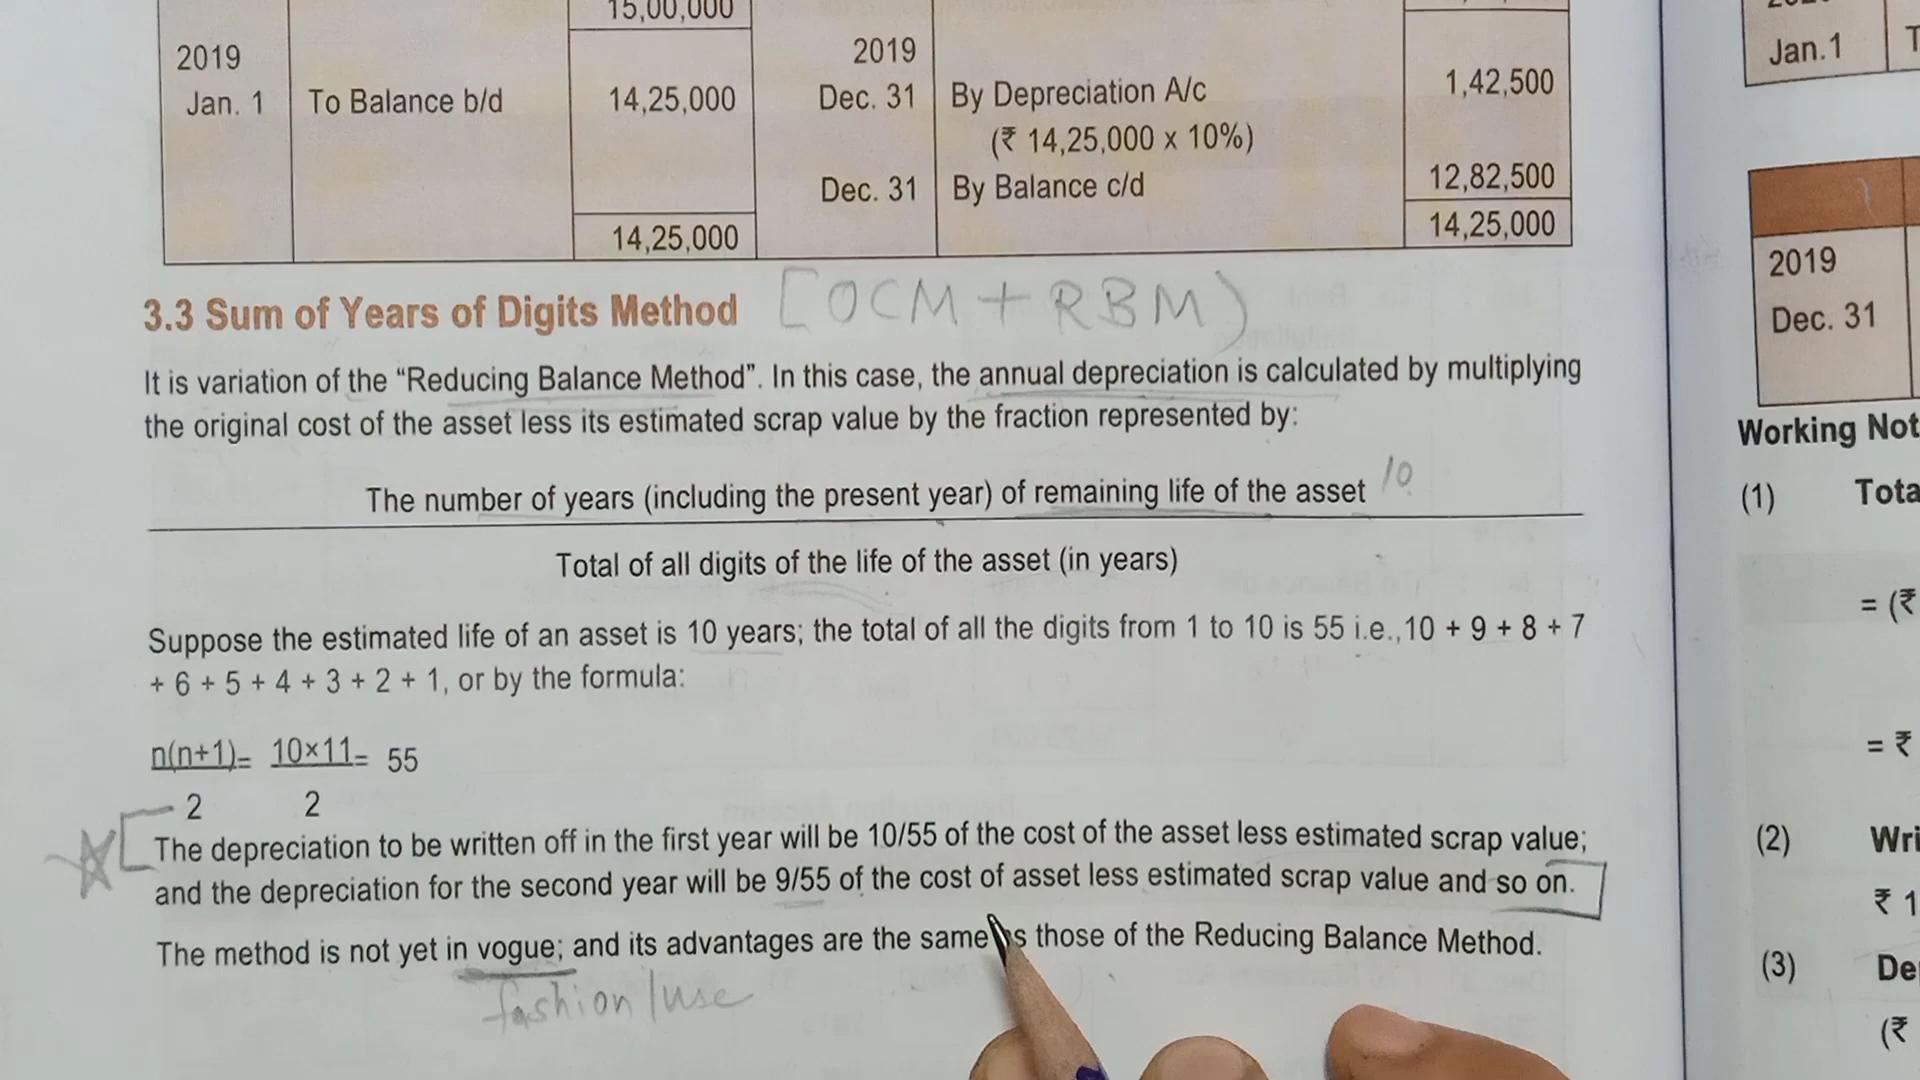 15,00,000
2019 2019
Jan. 1 To Balance b/d 14,25,000 Dec. 31 By Depreciation A/c 1,42,500
(₹ 14,25,000 x 10%)
Dec. 31 By Balance c/d 12,82,500
14,25,000 14,25,000
3.3 Sum of Years of Digits Method [OCM + RBM)
It is variation of the “Reducing Balance Method”. In this case, the annual depreciation is calculated by multiplying
the original cost of the asset less its estimated scrap value by the fraction represented by:
The number of years (including the present year) of remaining life of the asset 10
Total of all digits of the life of the asset (in years)
Suppose the estimated life of an asset is 10 years; the total of all the digits from 1 to 10 is 55 i.e.,10 + 9 + 8 + 7
+ 6 + 5 + 4 + 3 + 2 + 1, or by the formula:
n(n+1)= 10×11= 55
2 2
The depreciation to be written off in the first year will be 10/55 of the cost of the asset less estimated scrap value;
and the depreciation for the second year will be 9/55 of the cost of asset less estimated scrap value and so on.
The method is not yet in vogue; and its advantages are the same as those of the Reducing Balance Method.
fashion/use
Jan.1
2019
Dec. 31
Working Not
(1) Tota
= (₹
= ₹
(2) Wri
₹ 1
(3) De
(₹